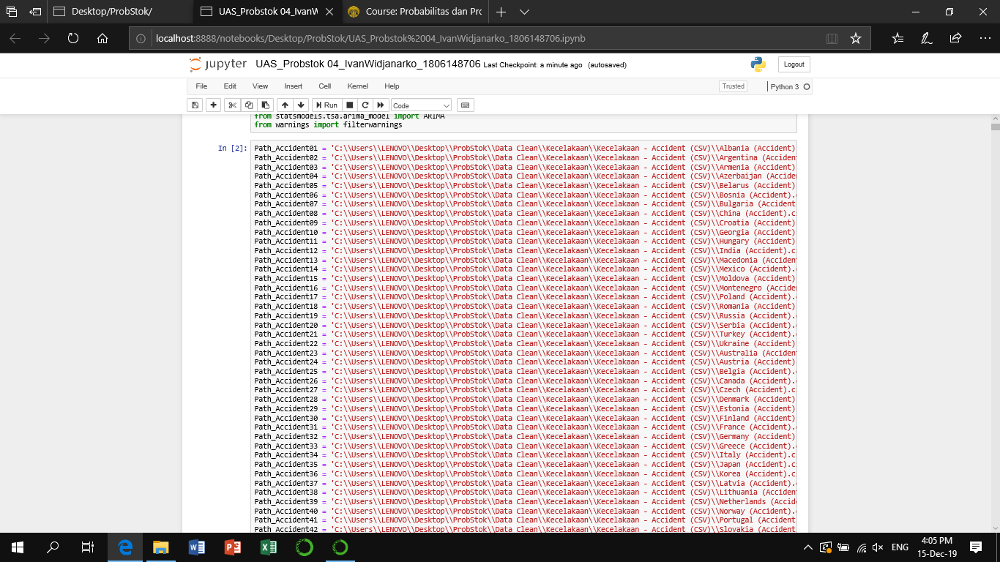 Desktop/ProbStok/
UAS_Probstok 04_IvanW
Course: Probabilitas dan Pro
localhost:8888/notebooks/Desktop/ProbStok/UAS_Probstok%2004_IvanWidjanarko_1806148706.ipynb
jupyter UAS_Probstok 04_IvanWidjanarko_1806148706 Last Checkpoint: a minute ago (autosaved)
Logout
File Edit View Insert Cell Kernel Help
Trusted
Python 3
Run
Code
from statsmodels.tsa.arima_model import ARIMA
from warnings import filterwarnings
In [2]:
Path_Accident01 = 'C:\\Users\\LENOVO\\Desktop\\ProbStok\\Data Clean\\Kecelakaan\\Kecelakaan - Accident (CSV)\\Albania (Accident)
Path_Accident02 = 'C:\\Users\\LENOVO\\Desktop\\ProbStok\\Data Clean\\Kecelakaan\\Kecelakaan - Accident (CSV)\\Argentina (Acciden
Path_Accident03 = 'C:\\Users\\LENOVO\\Desktop\\ProbStok\\Data Clean\\Kecelakaan\\Kecelakaan - Accident (CSV)\\Armenia (Accident)
Path_Accident04 = 'C:\\Users\\LENOVO\\Desktop\\ProbStok\\Data Clean\\Kecelakaan\\Kecelakaan - Accident (CSV)\\Azerbaijan (Accide
Path_Accident05 = 'C:\\Users\\LENOVO\\Desktop\\ProbStok\\Data Clean\\Kecelakaan\\Kecelakaan - Accident (CSV)\\Belarus (Accident)
Path_Accident06 = 'C:\\Users\\LENOVO\\Desktop\\ProbStok\\Data Clean\\Kecelakaan\\Kecelakaan - Accident (CSV)\\Bosnia (Accident).
Path_Accident07 = 'C:\\Users\\LENOVO\\Desktop\\ProbStok\\Data Clean\\Kecelakaan\\Kecelakaan - Accident (CSV)\\Bulgaria (Accident
Path_Accident08 = 'C:\\Users\\LENOVO\\Desktop\\ProbStok\\Data Clean\\Kecelakaan\\Kecelakaan - Accident (CSV)\\China (Accident).c
Path_Accident09 = 'C:\\Users\\LENOVO\\Desktop\\ProbStok\\Data Clean\\Kecelakaan\\Kecelakaan - Accident (CSV)\\Croatia (Accident)
Path_Accident10 = 'C:\\Users\\LENOVO\\Desktop\\ProbStok\\Data Clean\\Kecelakaan\\Kecelakaan - Accident (CSV)\\Georgia (Accident)
Path_Accident11 = 'C:\\Users\\LENOVO\\Desktop\\ProbStok\\Data Clean\\Kecelakaan\\Kecelakaan - Accident (CSV)\\Hungary (Accident)
Path_Accident12 = 'C:\\Users\\LENOVO\\Desktop\\ProbStok\\Data Clean\\Kecelakaan\\Kecelakaan - Accident (CSV)\\India (Accident).c
Path_Accident13 = 'C:\\Users\\LENOVO\\Desktop\\ProbStok\\Data Clean\\Kecelakaan\\Kecelakaan - Accident (CSV)\\Macedonia (Acciden
Path_Accident14 = 'C:\\Users\\LENOVO\\Desktop\\ProbStok\\Data Clean\\Kecelakaan\\Kecelakaan - Accident (CSV)\\Mexico (Accident).
Path_Accident15 = 'C:\\Users\\LENOVO\\Desktop\\ProbStok\\Data Clean\\Kecelakaan\\Kecelakaan - Accident (CSV)\\Moldova (Accident)
Path_Accident16 = 'C:\\Users\\LENOVO\\Desktop\\ProbStok\\Data Clean\\Kecelakaan\\Kecelakaan - Accident (CSV)\\Montenegro (Accide
Path_Accident17 = 'C:\\Users\\LENOVO\\Desktop\\ProbStok\\Data Clean\\Kecelakaan\\Kecelakaan - Accident (CSV)\\Poland (Accident).
Path_Accident18 = 'C:\\Users\\LENOVO\\Desktop\\ProbStok\\Data Clean\\Kecelakaan\\Kecelakaan - Accident (CSV)\\Romania (Accident)
Path_Accident19 = 'C:\\Users\\LENOVO\\Desktop\\ProbStok\\Data Clean\\Kecelakaan\\Kecelakaan - Accident (CSV)\\Russia (Accident).
Path_Accident20 = 'C:\\Users\\LENOVO\\Desktop\\ProbStok\\Data Clean\\Kecelakaan\\Kecelakaan - Accident (CSV)\\Serbia (Accident).
Path_Accident21 = 'C:\\Users\\LENOVO\\Desktop\\ProbStok\\Data Clean\\Kecelakaan\\Kecelakaan - Accident (CSV)\\Turkey (Accident).
Path_Accident22 = 'C:\\Users\\LENOVO\\Desktop\\ProbStok\\Data Clean\\Kecelakaan\\Kecelakaan - Accident (CSV)\\Ukraine (Accident)
Path_Accident23 = 'C:\\Users\\LENOVO\\Desktop\\ProbStok\\Data Clean\\Kecelakaan\\Kecelakaan - Accident (CSV)\\Australia (Acciden
Path_Accident24 = 'C:\\Users\\LENOVO\\Desktop\\ProbStok\\Data Clean\\Kecelakaan\\Kecelakaan - Accident (CSV)\\Austria (Accident)
Path_Accident25 = 'C:\\Users\\LENOVO\\Desktop\\ProbStok\\Data Clean\\Kecelakaan\\Kecelakaan - Accident (CSV)\\Belgia (Accident).
Path_Accident26 = 'C:\\Users\\LENOVO\\Desktop\\ProbStok\\Data Clean\\Kecelakaan\\Kecelakaan - Accident (CSV)\\Canada (Accident).
Path_Accident27 = 'C:\\Users\\LENOVO\\Desktop\\ProbStok\\Data Clean\\Kecelakaan\\Kecelakaan - Accident (CSV)\\Czech (Accident).c
Path_Accident28 = 'C:\\Users\\LENOVO\\Desktop\\ProbStok\\Data Clean\\Kecelakaan\\Kecelakaan - Accident (CSV)\\Denmark (Accident)
Path_Accident29 = 'C:\\Users\\LENOVO\\Desktop\\ProbStok\\Data Clean\\Kecelakaan\\Kecelakaan - Accident (CSV)\\Estonia (Accident)
Path_Accident30 = 'C:\\Users\\LENOVO\\Desktop\\ProbStok\\Data Clean\\Kecelakaan\\Kecelakaan - Accident (CSV)\\Finland (Accident)
Path_Accident31 = 'C:\\Users\\LENOVO\\Desktop\\ProbStok\\Data Clean\\Kecelakaan\\Kecelakaan - Accident (CSV)\\France (Accident).
Path_Accident32 = 'C:\\Users\\LENOVO\\Desktop\\ProbStok\\Data Clean\\Kecelakaan\\Kecelakaan - Accident (CSV)\\Germany (Accident)
Path_Accident33 = 'C:\\Users\\LENOVO\\Desktop\\ProbStok\\Data Clean\\Kecelakaan\\Kecelakaan - Accident (CSV)\\Greece (Accident).
Path_Accident34 = 'C:\\Users\\LENOVO\\Desktop\\ProbStok\\Data Clean\\Kecelakaan\\Kecelakaan - Accident (CSV)\\Italy (Accident).c
Path_Accident35 = 'C:\\Users\\LENOVO\\Desktop\\ProbStok\\Data Clean\\Kecelakaan\\Kecelakaan - Accident (CSV)\\Japan (Accident).c
Path_Accident36 = 'C:\\Users\\LENOVO\\Desktop\\ProbStok\\Data Clean\\Kecelakaan\\Kecelakaan - Accident (CSV)\\Korea (Accident).c
Path_Accident37 = 'C:\\Users\\LENOVO\\Desktop\\ProbStok\\Data Clean\\Kecelakaan\\Kecelakaan - Accident (CSV)\\Latvia (Accident).
Path_Accident38 = 'C:\\Users\\LENOVO\\Desktop\\ProbStok\\Data Clean\\Kecelakaan\\Kecelakaan - Accident (CSV)\\Lithuania (Acciden
Path_Accident39 = 'C:\\Users\\LENOVO\\Desktop\\ProbStok\\Data Clean\\Kecelakaan\\Kecelakaan - Accident (CSV)\\Netherlands (Accid
Path_Accident40 = 'C:\\Users\\LENOVO\\Desktop\\ProbStok\\Data Clean\\Kecelakaan\\Kecelakaan - Accident (CSV)\\Norway (Accident).
Path_Accident41 = 'C:\\Users\\LENOVO\\Desktop\\ProbStok\\Data Clean\\Kecelakaan\\Kecelakaan - Accident (CSV)\\Portugal (Accident
Path_Accident42 = 'C:\\Users\\LENOVO\\Desktop\\ProbStok\\Data Clean\\Kecelakaan\\Kecelakaan - Accident (CSV)\\Slovakia (Accident
ENG
4:05 PM
15-Dec-19